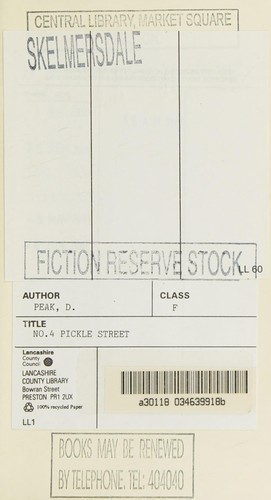 CENTRAL LIBRARY, MARKET SQUARE
SKELMERSDALE
FICTION RESERVE STOCK
LL 60
AUTHOR
PEAK, D.
CLASS
F
TITLE
NO.4 PICKLE STREET
Lancashire
County
Council
LANCASHIRE
COUNTY LIBRARY
Bowran Street
PRESTON PR1 2UX
100% recycled Paper
a30118 034639918b
LL1
BOOKS MAY BE RENEWED
BY TELEPHONE. TEL: 404040